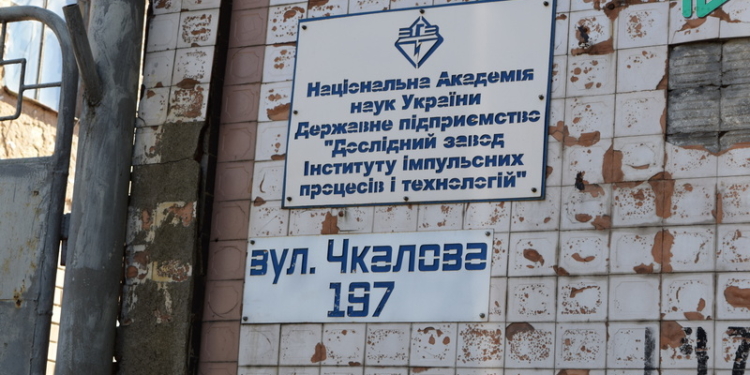 Національна Академія
наук України
Державне підприємство
"Дослідний завод
Інституту імпульсних
процесів і технологій"
вул. Чкалова
197